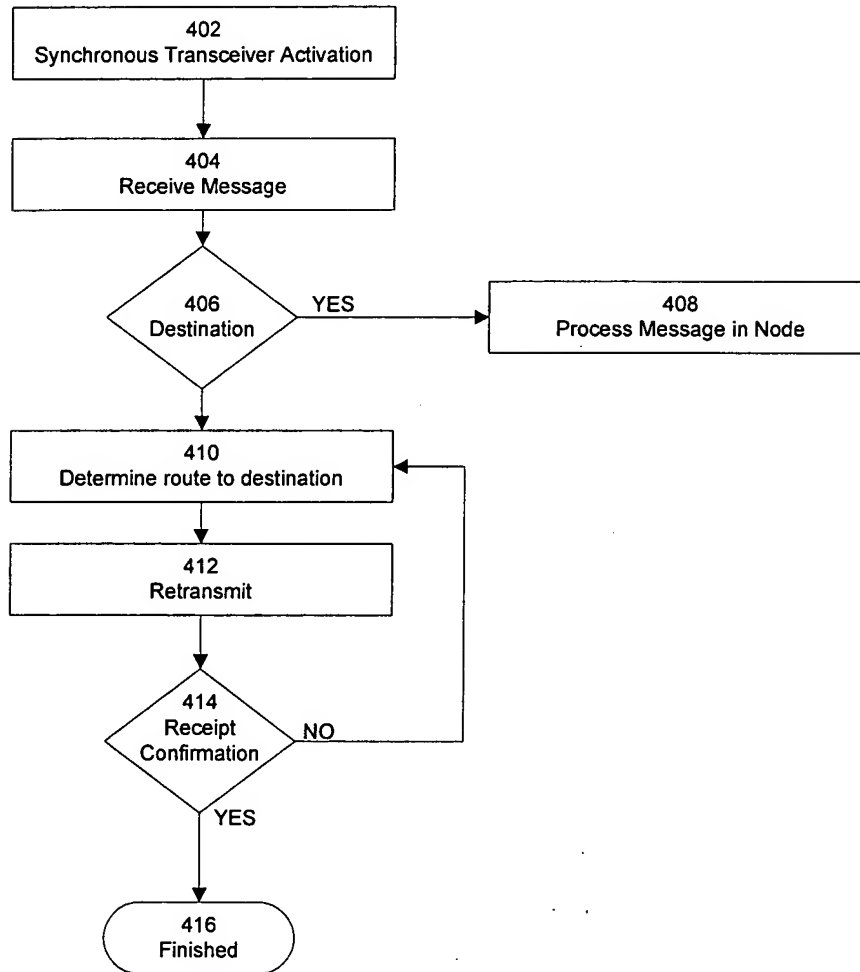 402
Synchronous Transceiver Activation
404
Receive Message
406
Destination
YES
408
Process Message in Node
410
Determine route to destination
412
Retransmit
414
Receipt
Confirmation
NO
YES
416
Finished